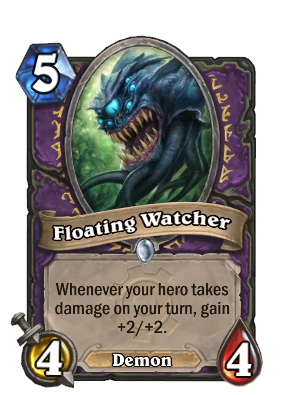 5
Floating Watcher
Whenever your hero takes
damage on your turn, gain
+2/+2.
4
Demon
4